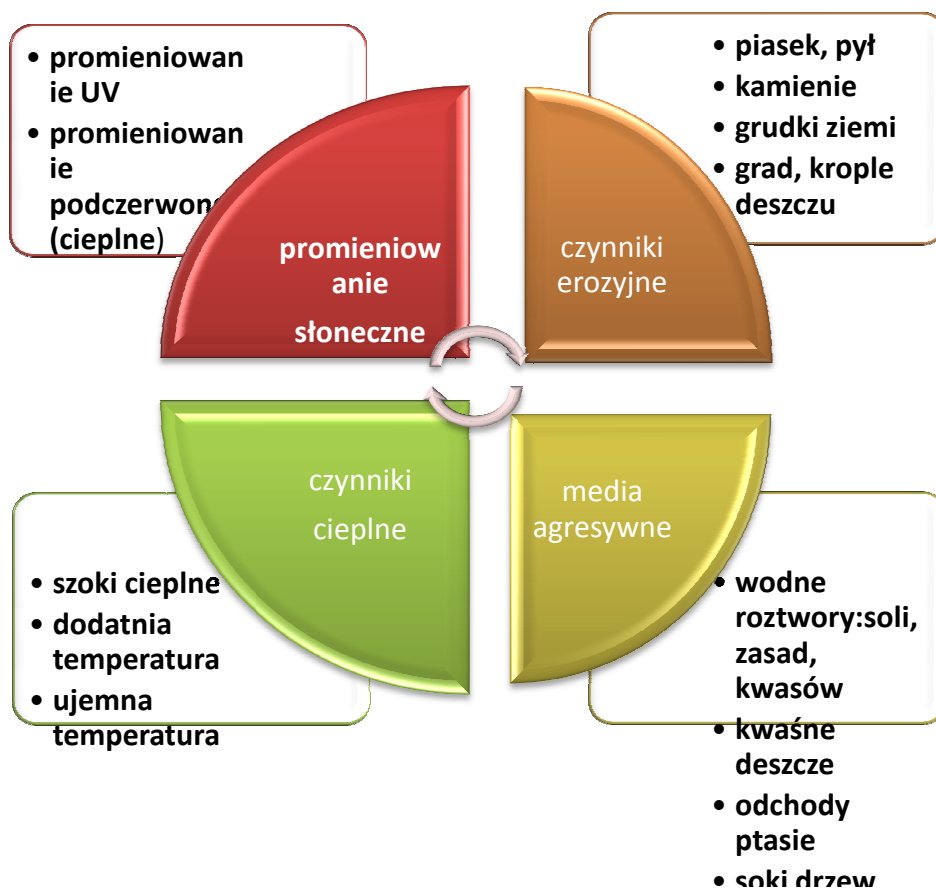 • promieniowan
ie UV
• promieniowan
ie
podczerwone
(cieplne)
promieniow
anie
słoneczne
• piasek, pył
• kamienie
• grudki ziemi
• grad, krople
deszczu
czynniki
erozyjne
czynniki
cieplne
• szoki cieplne
• dodatnia
temperatura
• ujemna
temperatura
media
agresywne
• wodne
roztwory:soli,
zasad,
kwasów
• kwaśne
deszcze
• odchody
ptasie
• soki drzew